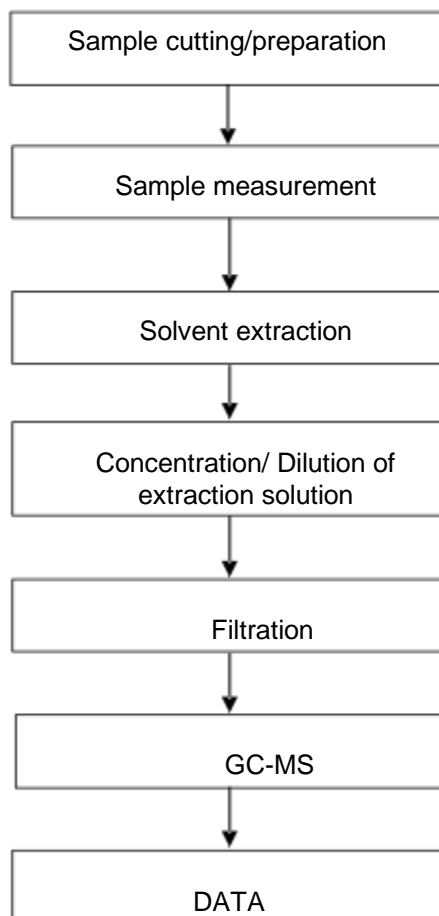 Sample cutting/preparation
Sample measurement
Solvent extraction
Concentration/ Dilution of
extraction solution
Filtration
GC-MS
DATA